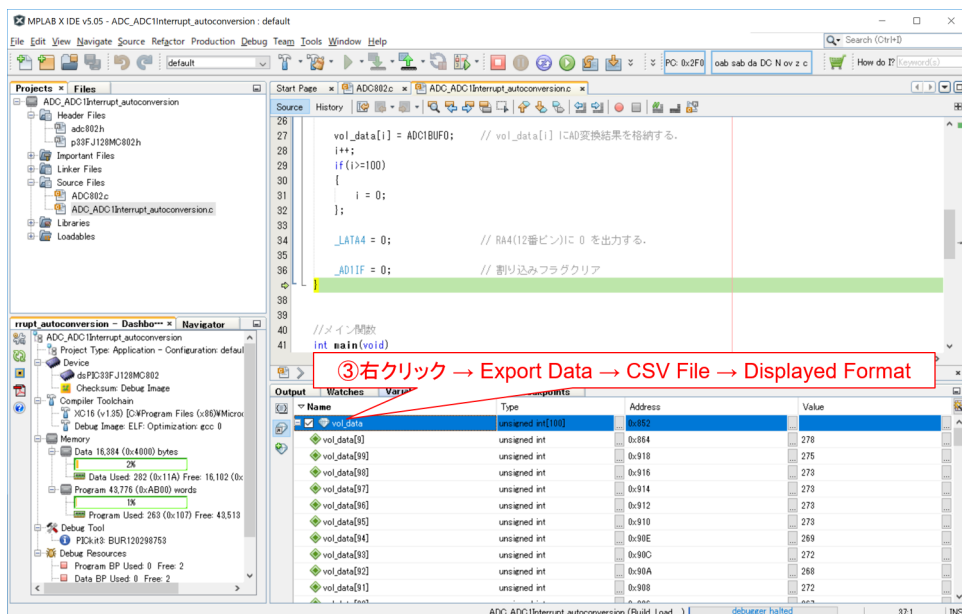 MPLAB X IDE v5.05 - ADC_ADC1Interrupt_autoconversion : default
File Edit View Navigate Source Refactor Production Debug Team Tools Window Help
Search (Ctrl+I)
default
PC: 0x2F0
oab sab da DC N ov z c
How do I?
Keyword(s)
Projects × Files
Start Page × ADC802.c × ADC_ADC1Interrupt_autoconversion.c ×
Source History
ADC_ADC1Interrupt_autoconversion
Header Files
adc802.h
p33FJ128MC802.h
Important Files
Linker Files
Source Files
ADC802.c
ADC_ADC1Interrupt_autoconversion.c
Libraries
Loadables
26
27 vol_data[i] = ADC1BUF0; // vol_data[i] にAD変換結果を格納する.
28 i++;
29 if(i>=100)
30 {
31 i = 0;
32 };
33
34 _LATA4 = 0; // RA4(12番ピン)に 0 を出力する.
35
36 _AD1IF = 0; // 割り込みフラグクリア
}
38
39
40 //メイン関数
41 int main(void)
③右クリック → Export Data → CSV File → Displayed Format
rrupt_autoconversion - Dashbo… × Navigator
ADC_ADC1Interrupt_autoconversion
Project Type: Application - Configuration: defaul
Device
dsPIC33FJ128MC802
Checksum: Debug Image
Compiler Toolchain
XC16 (v1.35) [C:¥Program Files (x86)¥Microc
Debug Image: ELF: Optimization: gcc 0
Memory
Data 16,384 (0x4000) bytes
2%
Data Used: 282 (0x11A) Free: 16,102 (0x
Program 43,776 (0xAB00) words
1%
Program Used: 263 (0x107) Free: 43,513
Debug Tool
PICkit3: BUR120298753
Debug Resources
Program BP Used: 0 Free: 2
Data BP Used: 0 Free: 2
Output Watches
Name Type Address Value
vol_data unsigned int[100] 0x852
vol_data[9] unsigned int 0x864 278
vol_data[99] unsigned int 0x918 275
vol_data[98] unsigned int 0x916 273
vol_data[97] unsigned int 0x914 273
vol_data[96] unsigned int 0x912 273
vol_data[95] unsigned int 0x910 273
vol_data[94] unsigned int 0x90E 269
vol_data[93] unsigned int 0x90C 272
vol_data[92] unsigned int 0x90A 268
vol_data[91] unsigned int 0x908 272
ADC_ADC1Interrupt_autoconversion (Build, Load, ...) debugger halted 37:1 INS